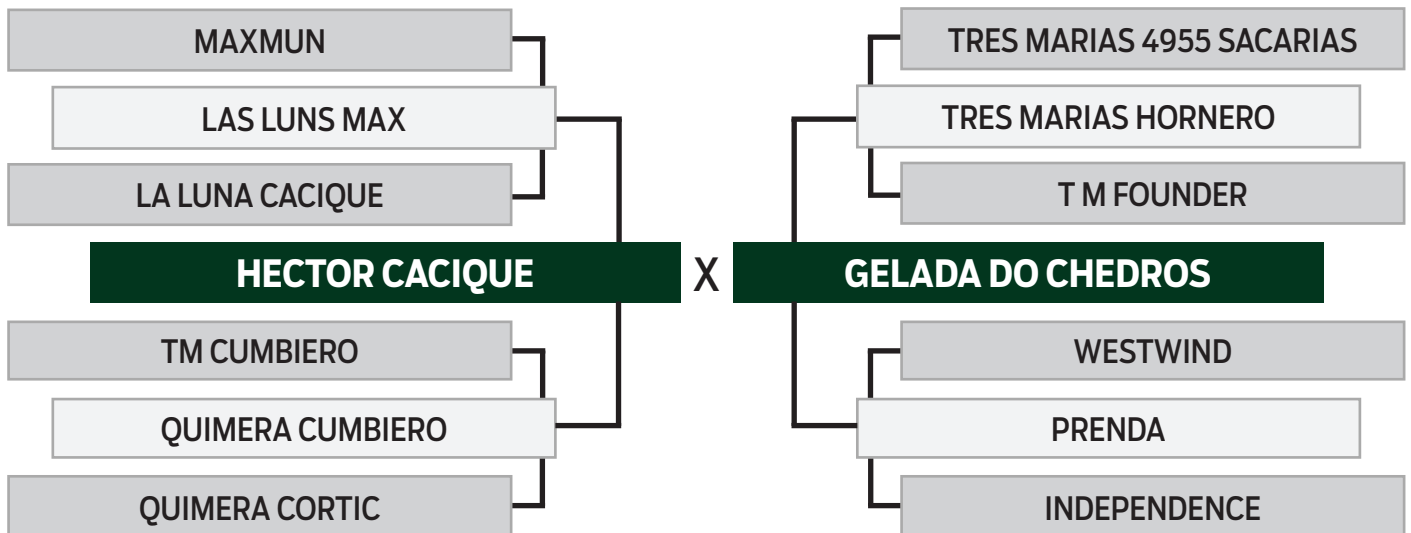 MAXMUN
LAS LUNS MAX
LA LUNA CACIQUE
HECTOR CACIQUE
TM CUMBIERO
QUIMERA CUMBIERO
QUIMERA CORTIC
X
TRES MARIAS 4955 SACARIAS
TRES MARIAS HORNERO
T M FOUNDER
GELADA DO CHEDROS
WESTWIND
PRENDA
INDEPENDENCE